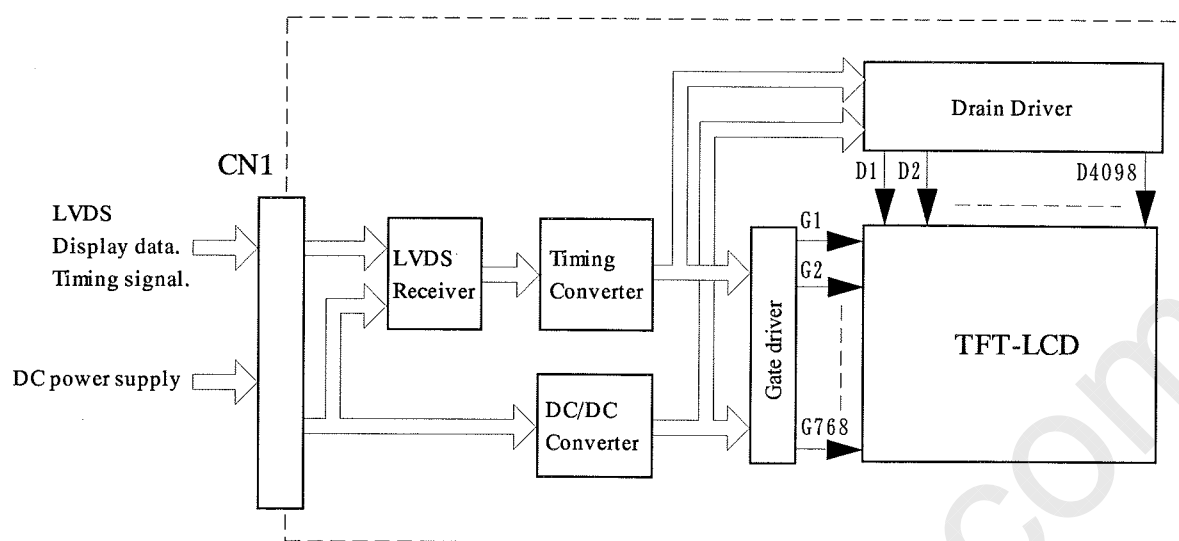 Drain Driver
CN1
D1
D2
D4098
LVDS
Display data.
Timing signal.
LVDS
Receiver
Timing
Converter
G1
G2
Gate driver
TFT-LCD
DC power supply
DC/DC
Converter
G768
com